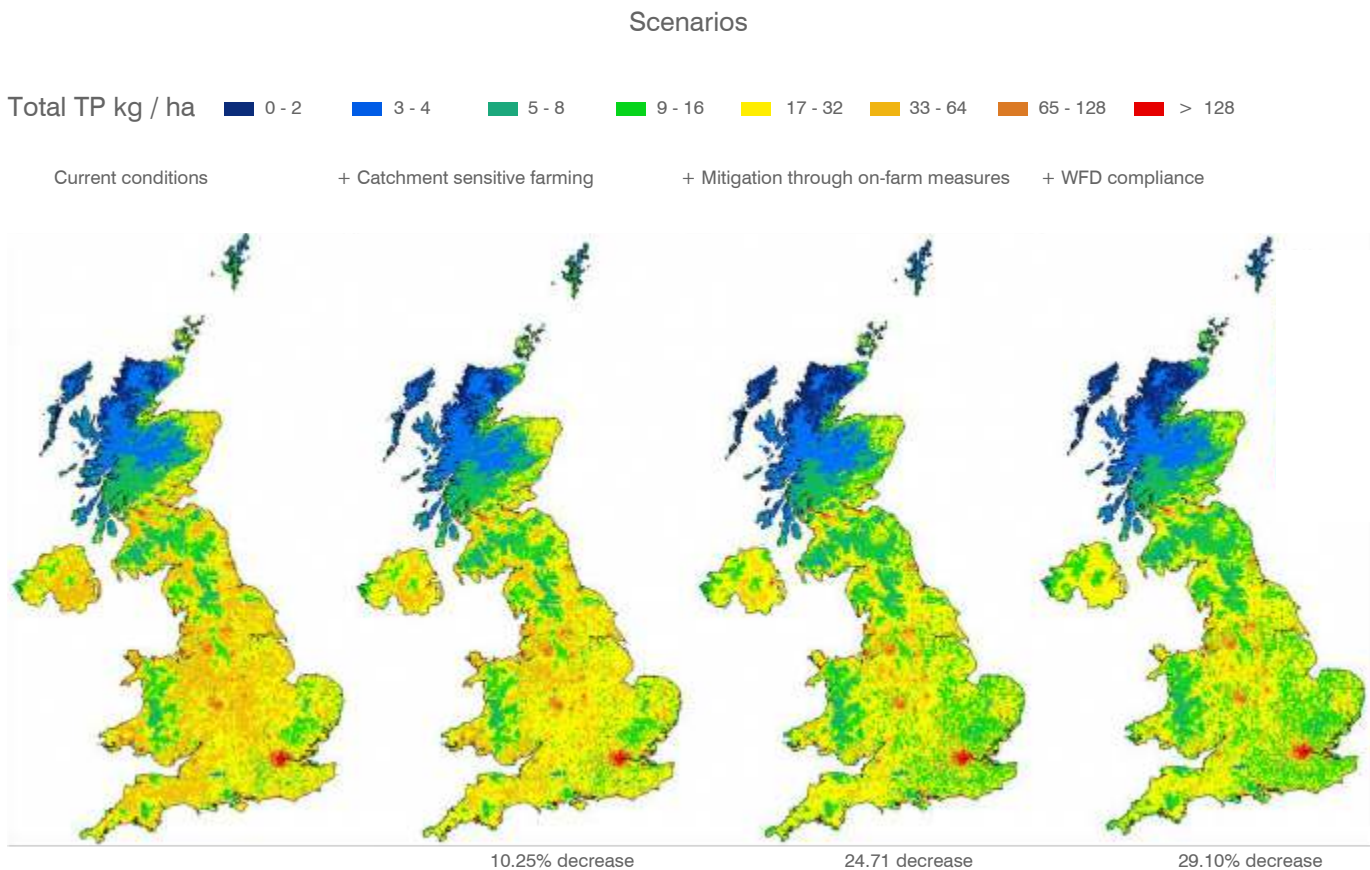 Scenarios
Total TP kg / ha 0 - 2 3 - 4 5 - 8 9 - 16 17 - 32 33 - 64 65 - 128 > 128
Current conditions + Catchment sensitive farming + Mitigation through on-farm measures + WFD compliance
10.25% decrease 24.71 decrease 29.10% decrease